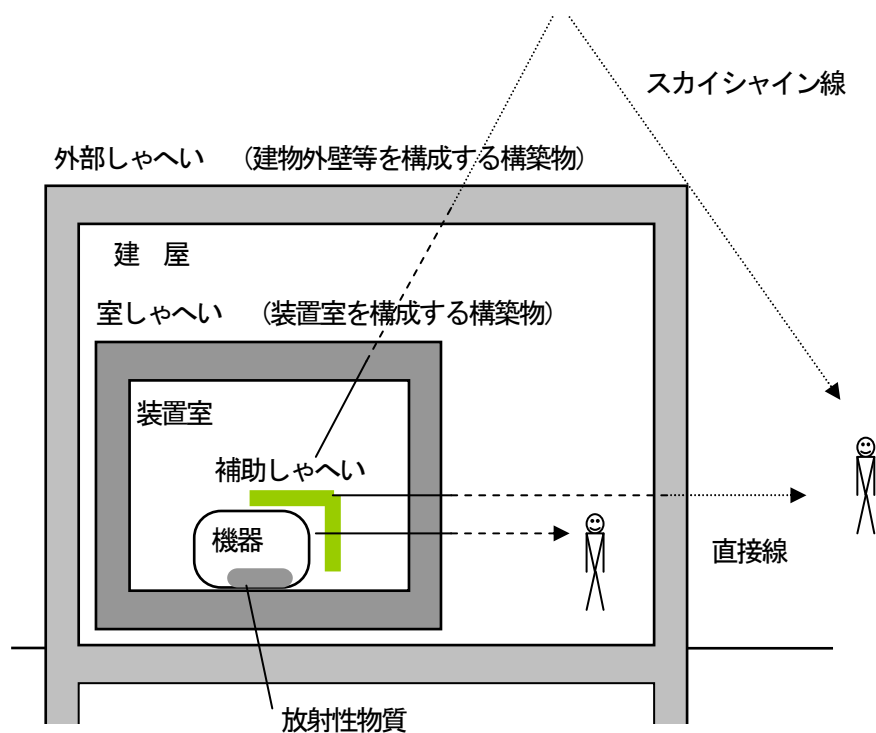 スカイシャイン線
外部しゃへい　（建物外壁等を構成する構築物）
建　屋
室しゃへい　（装置室を構成する構築物）
装置室
補助しゃへい
機器
直接線
放射性物質